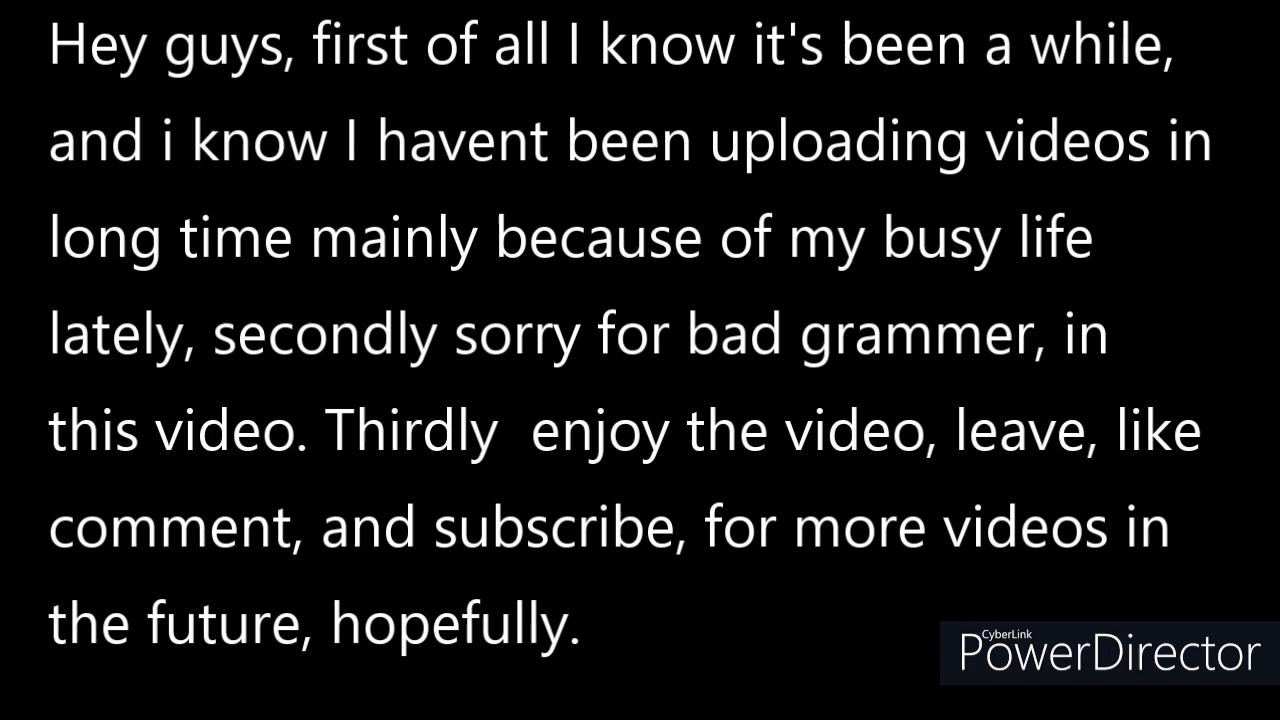 Hey guys, first of all I know it's been a while,
and i know I havent been uploading videos in
long time mainly because of my busy life
lately, secondly sorry for bad grammer, in
this video. Thirdly  enjoy the video, leave, like
comment, and subscribe, for more videos in
the future, hopefully.
CyberLink
PowerDirector